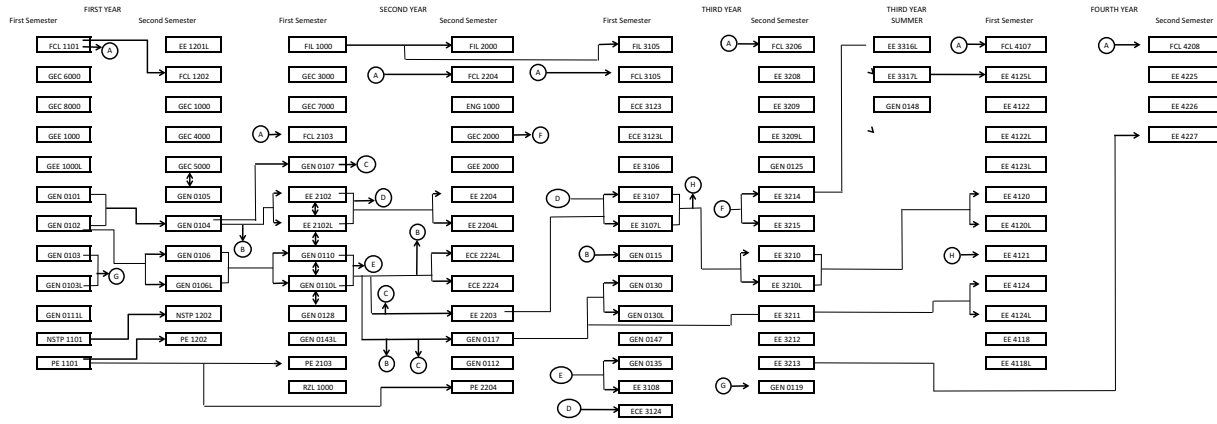 FIRST YEAR
SECOND YEAR
THIRD YEAR
THIRD YEAR
FOURTH YEAR
First Semester
Second Semester
First Semester
Second Semester
First Semester
Second Semester
SUMMER
First Semester
Second Semester
FCL 1101
A
EE 1201L
FIL 1000
FIL 2000
FIL 3105
A
FCL 3206
EE 3316L
A
FCL 4107
A
FCL 4208
GEC 6000
FCL 1202
GEC 3000
A
FCL 2204
A
FCL 3105
EE 3208
EE 3317L
EE 4125L
EE 4225
GEC 8000
GEC 1000
GEC 7000
ENG 1000
ECE 3123
EE 3209
GEN 0148
EE 4122
EE 4226
GEE 1000
GEC 4000
A
FCL 2103
GEC 2000
F
ECE 3123L
EE 3209L
EE 4122L
EE 4227
GEE 1000L
GEC 5000
GEN 0107
C
GEE 2000
EE 3106
GEN 0125
EE 4123L
GEN 0101
GEN 0105
EE 2102
D
EE 2204
D
EE 3107
H
EE 3214
EE 4120
F
GEN 0102
GEN 0104
EE 2102L
EE 2204L
EE 3107L
EE 3215
EE 4120L
B
B
GEN 0103
GEN 0106
GEN 0110
E
ECE 2224L
B
GEN 0115
EE 3210
H
EE 4121
G
GEN 0103L
GEN 0106L
GEN 0110L
ECE 2224
GEN 0130
EE 3210L
EE 4124
C
GEN 0111L
NSTP 1202
GEN 0128
EE 2203
GEN 0130L
EE 3211
EE 4124L
NSTP 1101
PE 1202
GEN 0143L
GEN 0117
GEN 0147
EE 3212
EE 4118
B
C
PE 1101
PE 2103
GEN 0112
GEN 0135
EE 3213
EE 4118L
E
RZL 1000
PE 2204
EE 3108
G
GEN 0119
D
ECE 3124